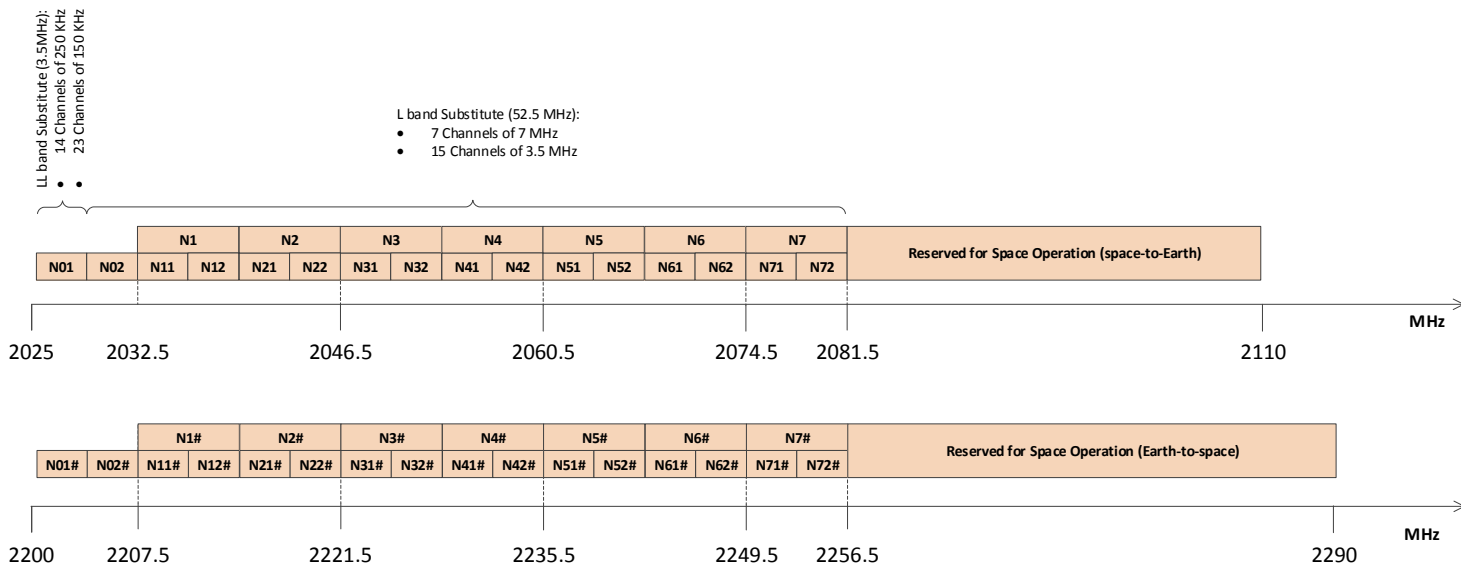 LL band Substitute (3.5MHz):
• 14 Channels of 250 KHz
• 23 Channels of 150 KHz
L band Substitute (52.5 MHz):
• 7 Channels of 7 MHz
• 15 Channels of 3.5 MHz
N1 N2 N3 N4 N5 N6 N7
N01 N02 N11 N12 N21 N22 N31 N32 N41 N42 N51 N52 N61 N62 N71 N72 Reserved for Space Operation (space-to-Earth)
MHz
2025 2032.5 2046.5 2060.5 2074.5 2081.5 2110
N1# N2# N3# N4# N5# N6# N7#
N01# N02# N11# N12# N21# N22# N31# N32# N41# N42# N51# N52# N61# N62# N71# N72# Reserved for Space Operation (Earth-to-space)
MHz
2200 2207.5 2221.5 2235.5 2249.5 2256.5 2290